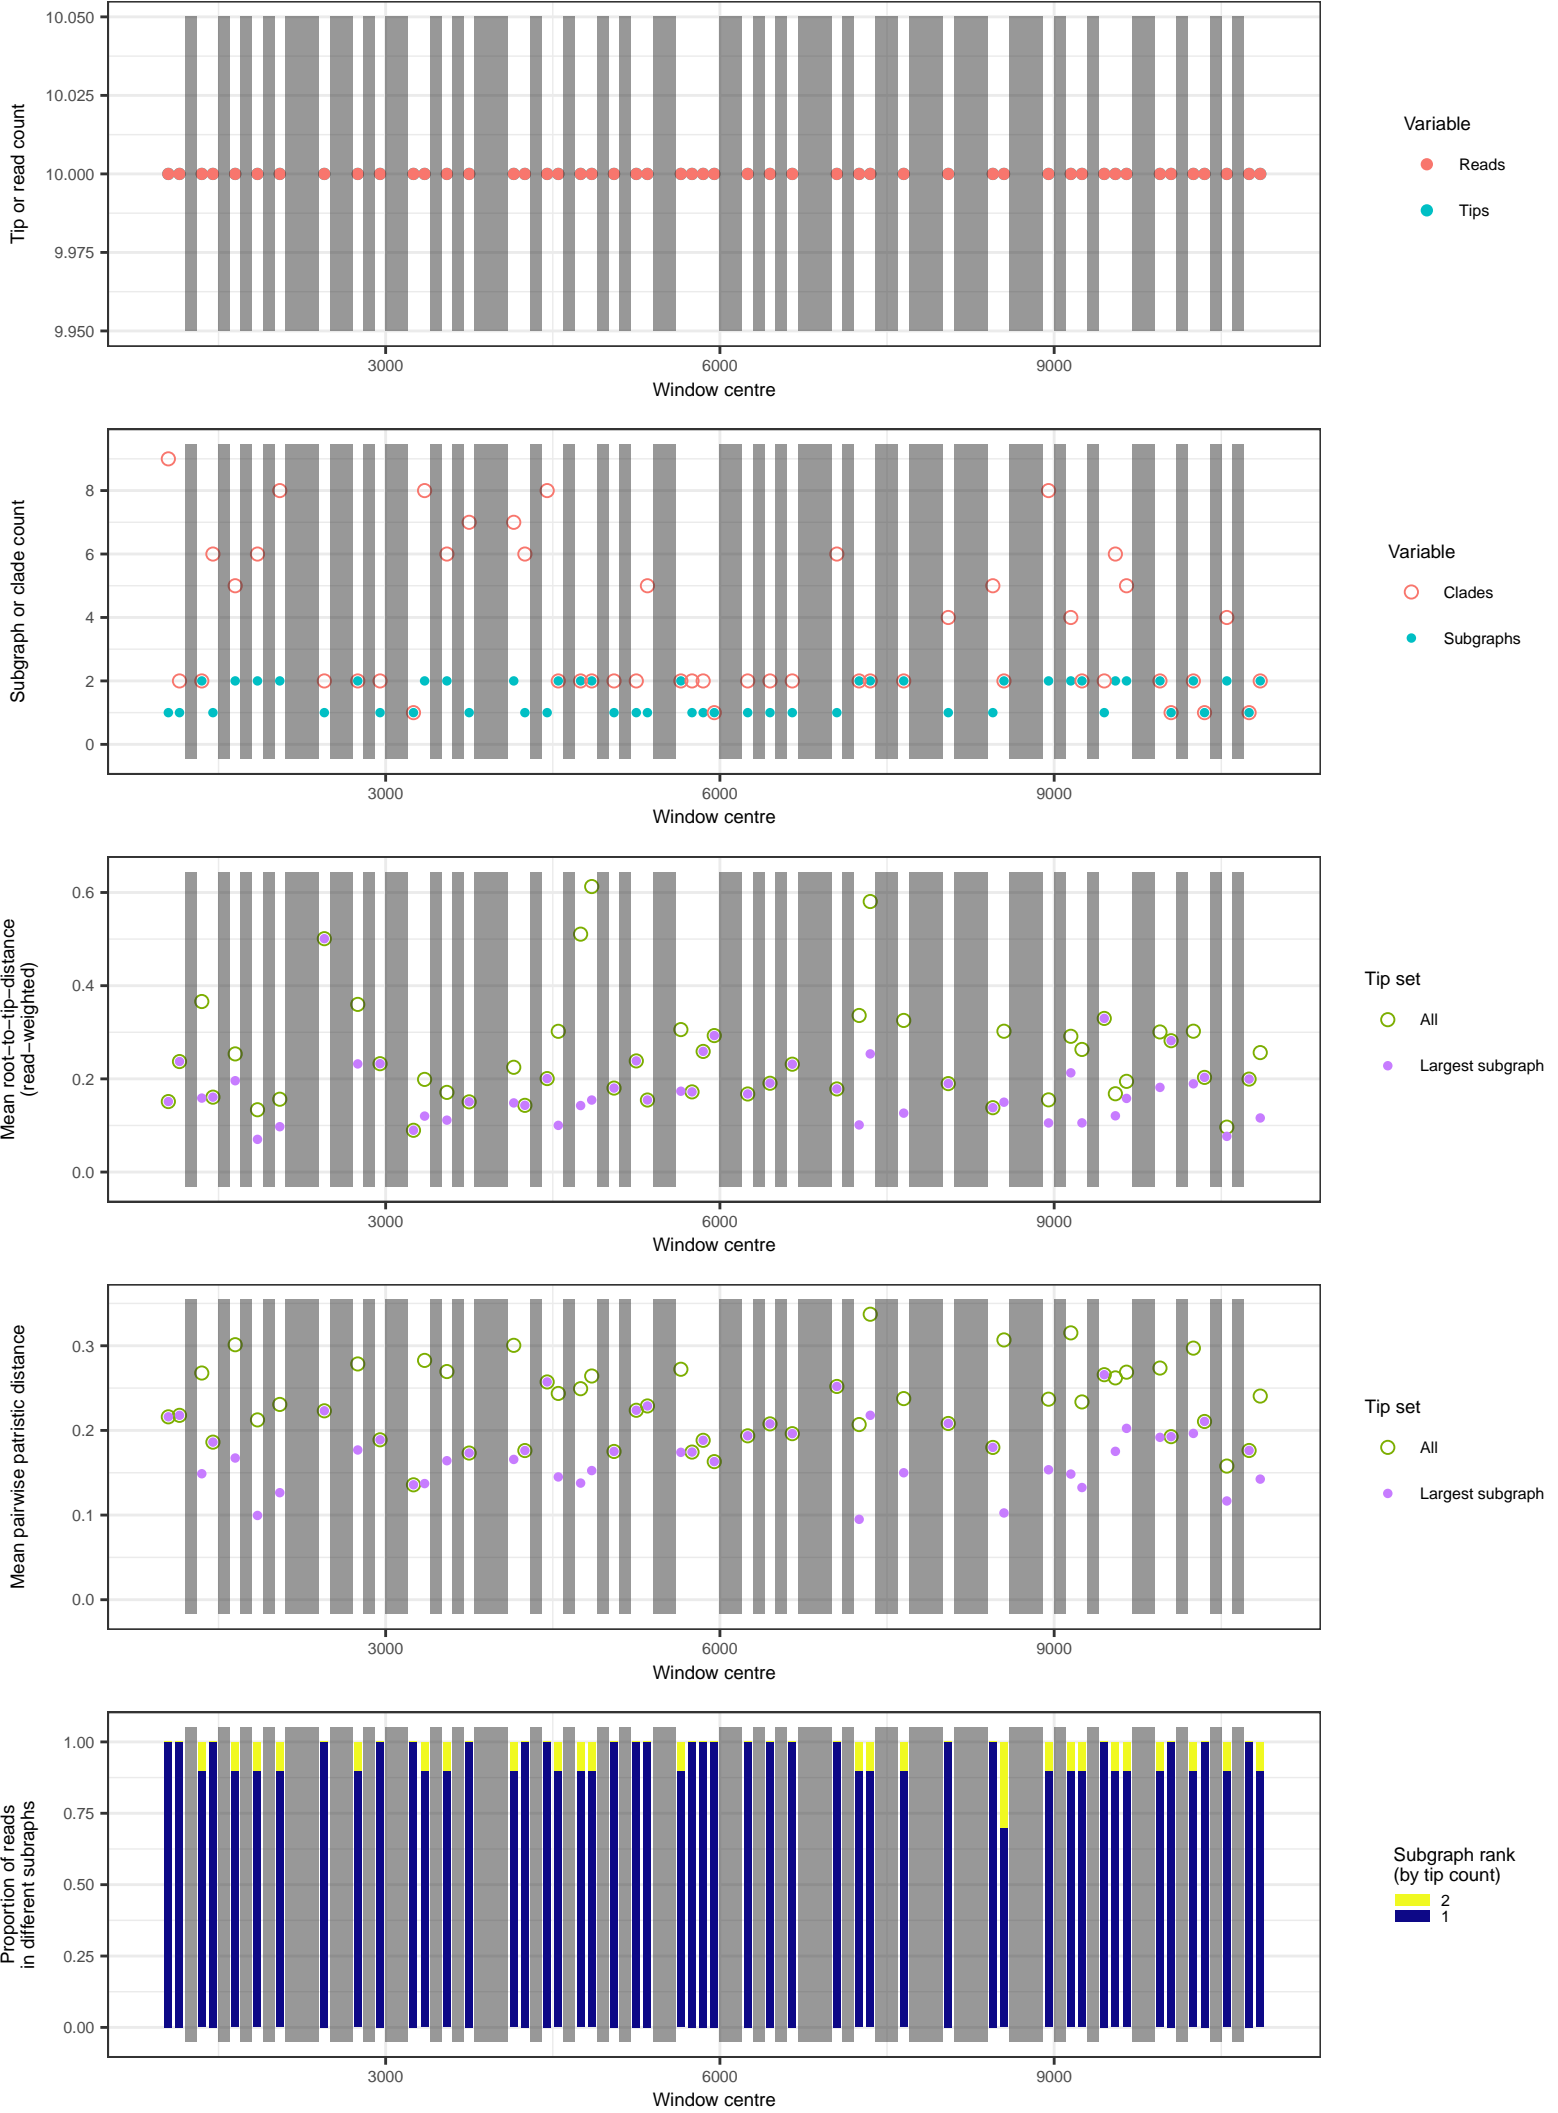 10.050
10.025
10.000
9.975
9.950
Tip or read count
3000
6000
9000
Window centre
Variable
Reads
Tips
8
6
4
2
0
Subgraph or clade count
3000
6000
9000
Window centre
Variable
Clades
Subgraphs
0.6
0.4
0.2
0.0
Mean root−to−tip−distance
(read−weighted)
3000
6000
9000
Window centre
Tip set
All
Largest subgraph
0.3
0.2
0.1
0.0
Mean pairwise patristic distance
3000
6000
9000
Window centre
Tip set
All
Largest subgraph
1.00
0.75
0.50
0.25
0.00
Proportion of reads
in different subraphs
3000
6000
9000
Window centre
Subgraph rank
(by tip count)
2
1